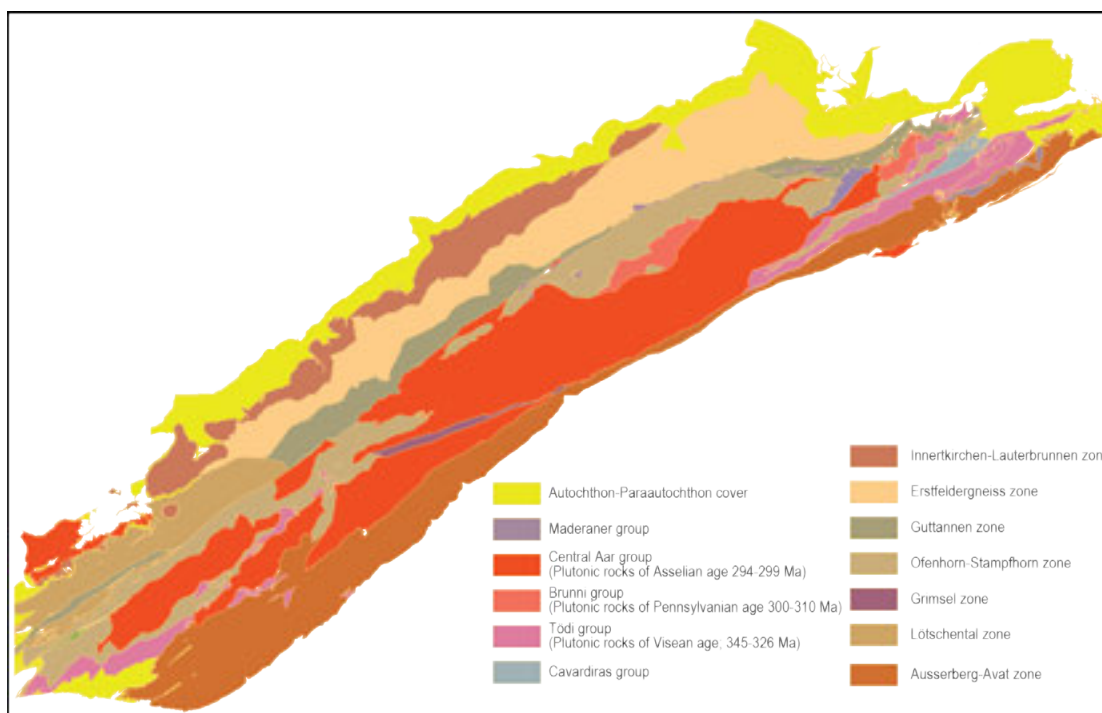 Autochthon-Paraautochthon cover
Maderaner group
Central Aar group
(Plutonic rocks of Asselian age 294-299 Ma)
Brunni group
(Plutonic rocks of Pennsylvanian age 300-310 Ma)
Tödi group
(Plutonic rocks of Visean age; 345-326 Ma)
Cavardiras group
Innertkirchen-Lauterbrunnen zon
Erstfeldergneiss zone
Guttannen zone
Ofenhorn-Stampfhorn zone
Grimsel zone
Lötschental zone
Ausserberg-Avat zone